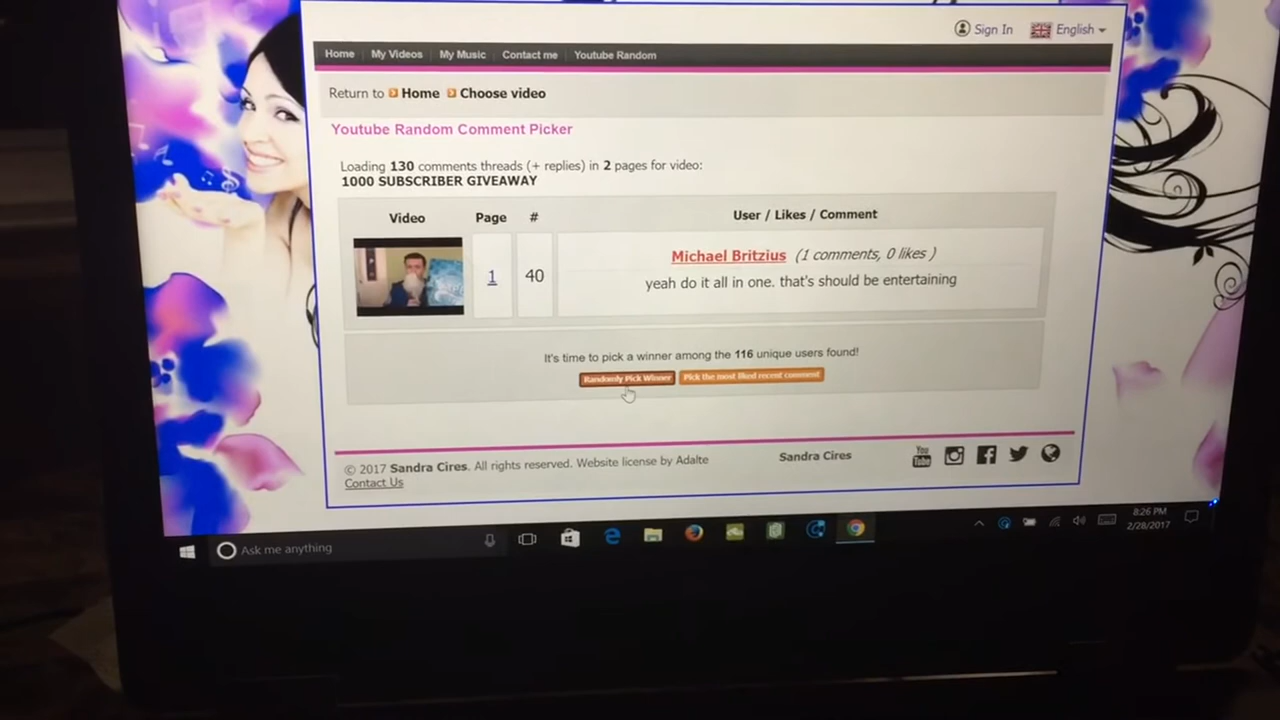 Sign In English
Home My Videos My Music Contact me Youtube Random
Return to Home Choose video
Youtube Random Comment Picker
Loading 130 comments threads (+ replies) in 2 pages for video:
1000 SUBSCRIBER GIVEAWAY
Video Page # User / Likes / Comment
Michael Britzius (1 comments, 0 likes )
1 40
yeah do it all in one. that's should be entertaining
It's time to pick a winner among the 116 unique users found!
Randomly Pick Winner Pick the most liked recent comment
© 2017 Sandra Cires. All rights reserved. Website license by Adalte Sandra Cires You Tube
Contact Us
Ask me anything 8:26 PM
2/28/2017